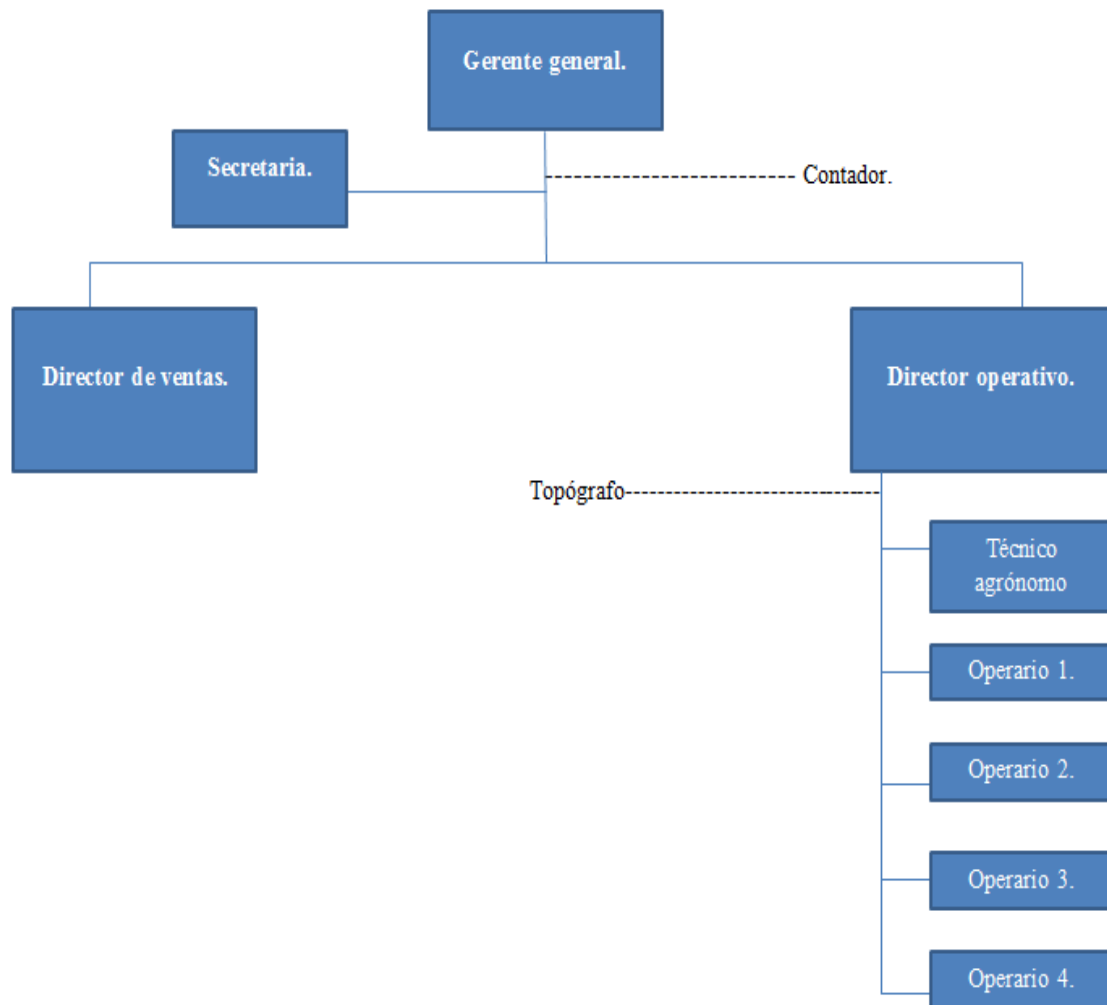 Gerente general.
Secretaria.
Contador.
Director de ventas.
Director operativo.
Topógrafo
Técnico
agrónomo
Operario 1.
Operario 2.
Operario 3.
Operario 4.